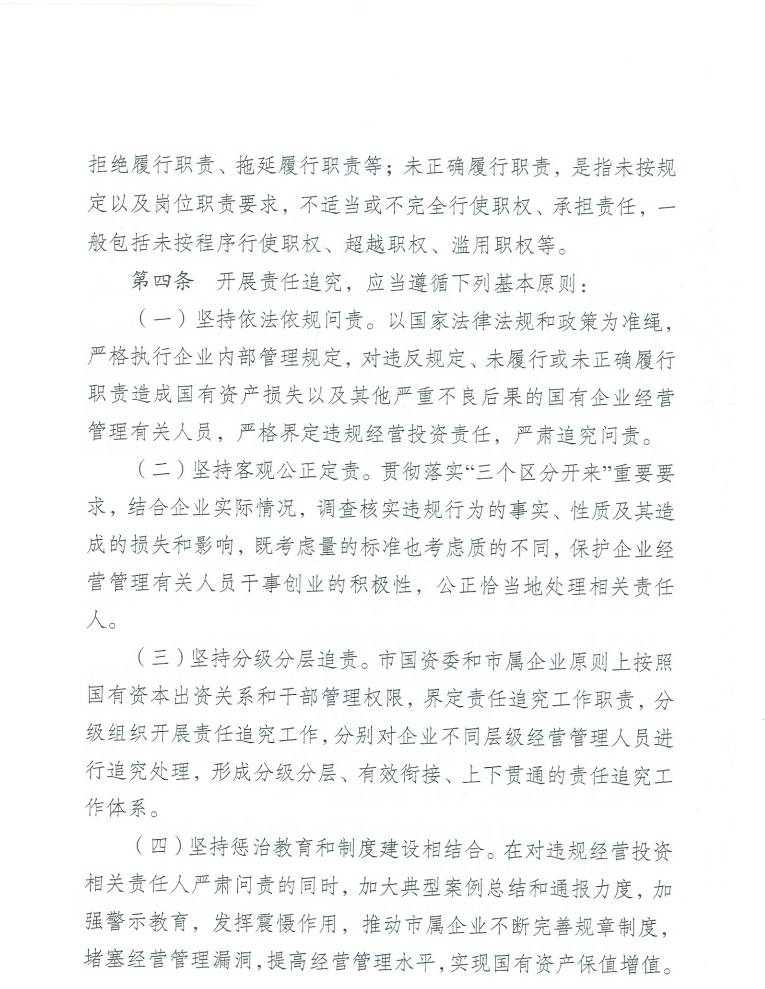 拒绝履行职责、拖延履行职责等；未正确履行职责，是指未按规
定以及岗位职责要求，不适当或不完全行使职权、承担责任，一
般包括未按程序行使职权、超越职权、滥用职权等。
第四条　开展责任追究，应当遵循下列基本原则：
（一）坚持依法依规问责。以国家法律法规和政策为准绳，
严格执行企业内部管理规定，对违反规定、未履行或未正确履行
职责造成国有资产损失以及其他严重不良后果的国有企业经营
管理有关人员，严格界定违规经营投资责任，严肃追究问责。
（二）坚持客观公正定责。贯彻落实“三个区分开来”重要要
求，结合企业实际情况，调查核实违规行为的事实、性质及其造
成的损失和影响，既考虑量的标准也考虑质的不同，保护企业经
营管理有关人员干事创业的积极性，公正恰当地处理相关责任
人。
（三）坚持分级分层追责。市国资委和市属企业原则上按照
国有资本出资关系和干部管理权限，界定责任追究工作职责，分
级组织开展责任追究工作，分别对企业不同层级经营管理人员进
行追究处理，形成分级分层、有效衔接、上下贯通的责任追究工
作体系。
（四）坚持惩治教育和制度建设相结合。在对违规经营投资
相关责任人严肃问责的同时，加大典型案例总结和通报力度，加
强警示教育，发挥震慑作用，推动市属企业不断完善规章制度，
堵塞经营管理漏洞，提高经营管理水平，实现国有资产保值增值。